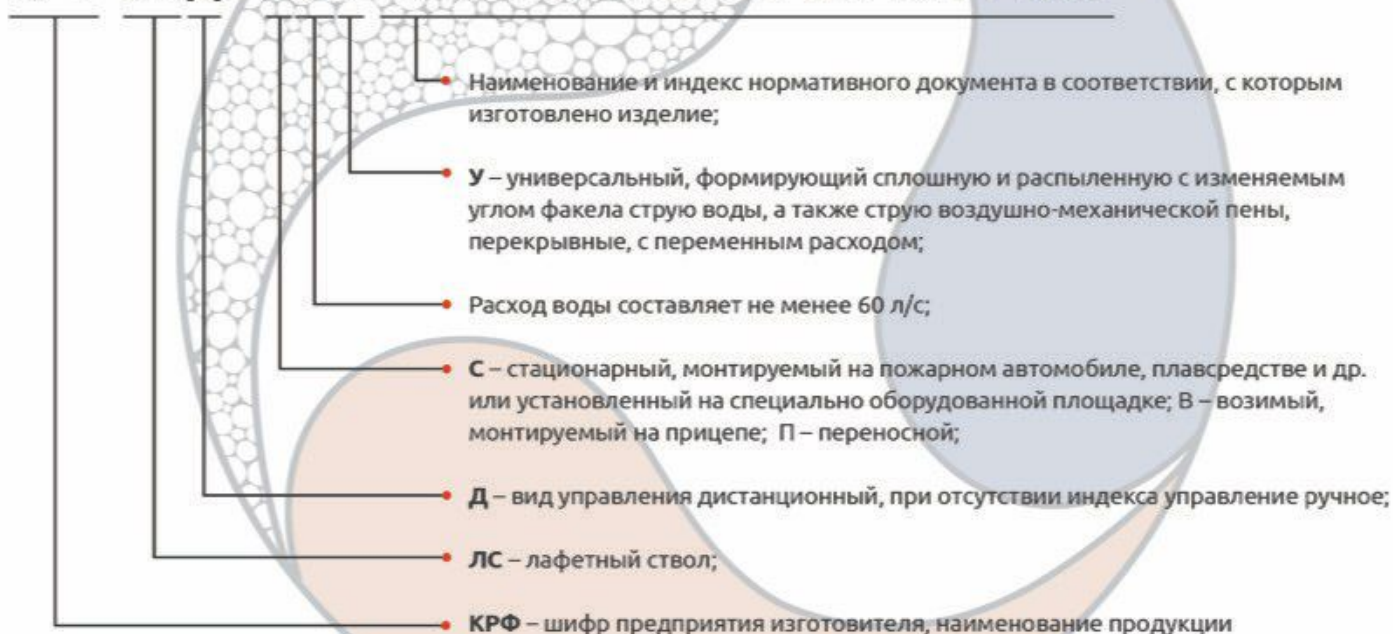 Наименование и индекс нормативного документа в соответствии, с которым
изготовлено изделие;
У – универсальный, формирующий сплошную и распыленную с изменяемым
углом факела струю воды, а также струю воздушно-механической пены,
перекрывные, с переменным расходом;
Расход воды составляет не менее 60 л/с;
С – стационарный, монтируемый на пожарном автомобиле, плавсредстве и др.
или установленный на специально оборудованной площадке; В – возимый,
монтируемый на прицепе; П – переносной;
Д – вид управления дистанционный, при отсутствии индекса управление ручное;
ЛС – лафетный ствол;
КРФ – шифр предприятия изготовителя, наименование продукции